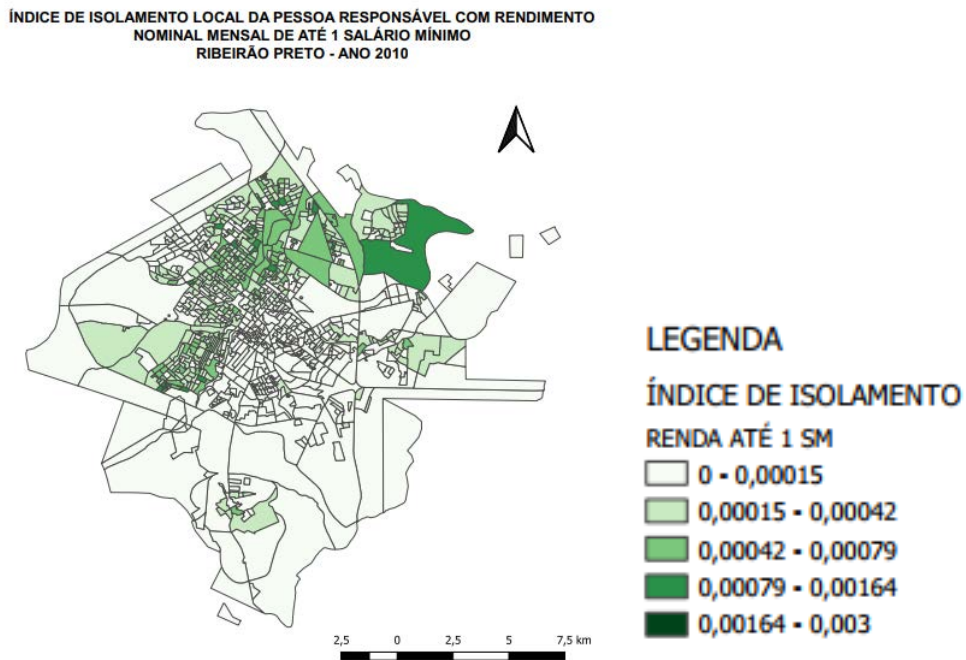 ÍNDICE DE ISOLAMENTO LOCAL DA PESSOA RESPONSÁVEL COM RENDIMENTO
NOMINAL MENSAL DE ATÉ 1 SALÁRIO MÍNIMO
RIBEIRÃO PRETO - ANO 2010
LEGENDA
ÍNDICE DE ISOLAMENTO
RENDA ATÉ 1 SM
0 - 0,00015
0,00015 - 0,00042
0,00042 - 0,00079
0,00079 - 0,00164
0,00164 - 0,003
2,5 0 2,5 5 7,5 km